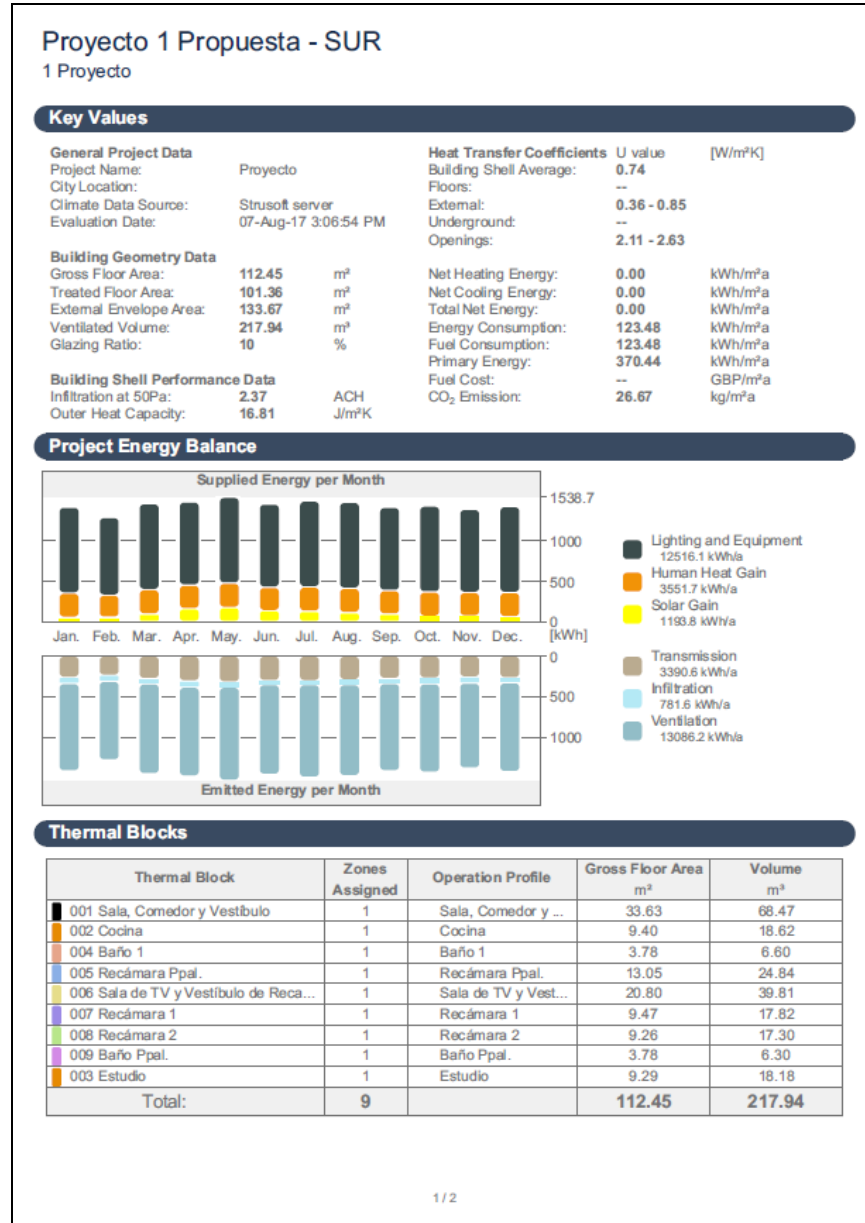 Proyecto 1 Propuesta - SUR
1 Proyecto
Key Values
General Project Data
Project Name: Proyecto
City Location:
Climate Data Source: Strusoft server
Evaluation Date: 07-Aug-17 3:06:54 PM
Building Geometry Data
Gross Floor Area: 112.45 m²
Treated Floor Area: 101.36 m²
External Envelope Area: 133.67 m²
Ventilated Volume: 217.94 m³
Glazing Ratio: 10 %
Building Shell Performance Data
Infiltration at 50Pa: 2.37 ACH
Outer Heat Capacity: 16.81 J/m²K
Heat Transfer Coefficients U value [W/m²K]
Building Shell Average: 0.74
Floors: --
External: 0.36 - 0.85
Underground: --
Openings: 2.11 - 2.63
Net Heating Energy: 0.00 kWh/m²a
Net Cooling Energy: 0.00 kWh/m²a
Total Net Energy: 0.00 kWh/m²a
Energy Consumption: 123.48 kWh/m²a
Fuel Consumption: 123.48 kWh/m²a
Primary Energy: 370.44 kWh/m²a
Fuel Cost: -- GBP/m²a
CO₂ Emission: 26.67 kg/m²a
Project Energy Balance
Supplied Energy per Month
1538.7
1000
500
0
Jan. Feb. Mar. Apr. May. Jun. Jul. Aug. Sep. Oct. Nov. Dec. [kWh]
0
500
1000
Emitted Energy per Month
Lighting and Equipment
12516.1 kWh/a
Human Heat Gain
3551.7 kWh/a
Solar Gain
1193.8 kWh/a
Transmission
3390.6 kWh/a
Infiltration
781.6 kWh/a
Ventilation
13086.2 kWh/a
Thermal Blocks
Thermal Block Zones Assigned Operation Profile Gross Floor Area m² Volume m³
001 Sala, Comedor y Vestíbulo 1 Sala, Comedor y ... 33.63 68.47
002 Cocina 1 Cocina 9.40 18.62
004 Baño 1 1 Baño 1 3.78 6.60
005 Recámara Ppal. 1 Recámara Ppal. 13.05 24.84
006 Sala de TV y Vestíbulo de Reca... 1 Sala de TV y Vest... 20.80 39.81
007 Recámara 1 1 Recámara 1 9.47 17.82
008 Recámara 2 1 Recámara 2 9.26 17.30
009 Baño Ppal. 1 Baño Ppal. 3.78 6.30
003 Estudio 1 Estudio 9.29 18.18
Total: 9 112.45 217.94
1 / 2